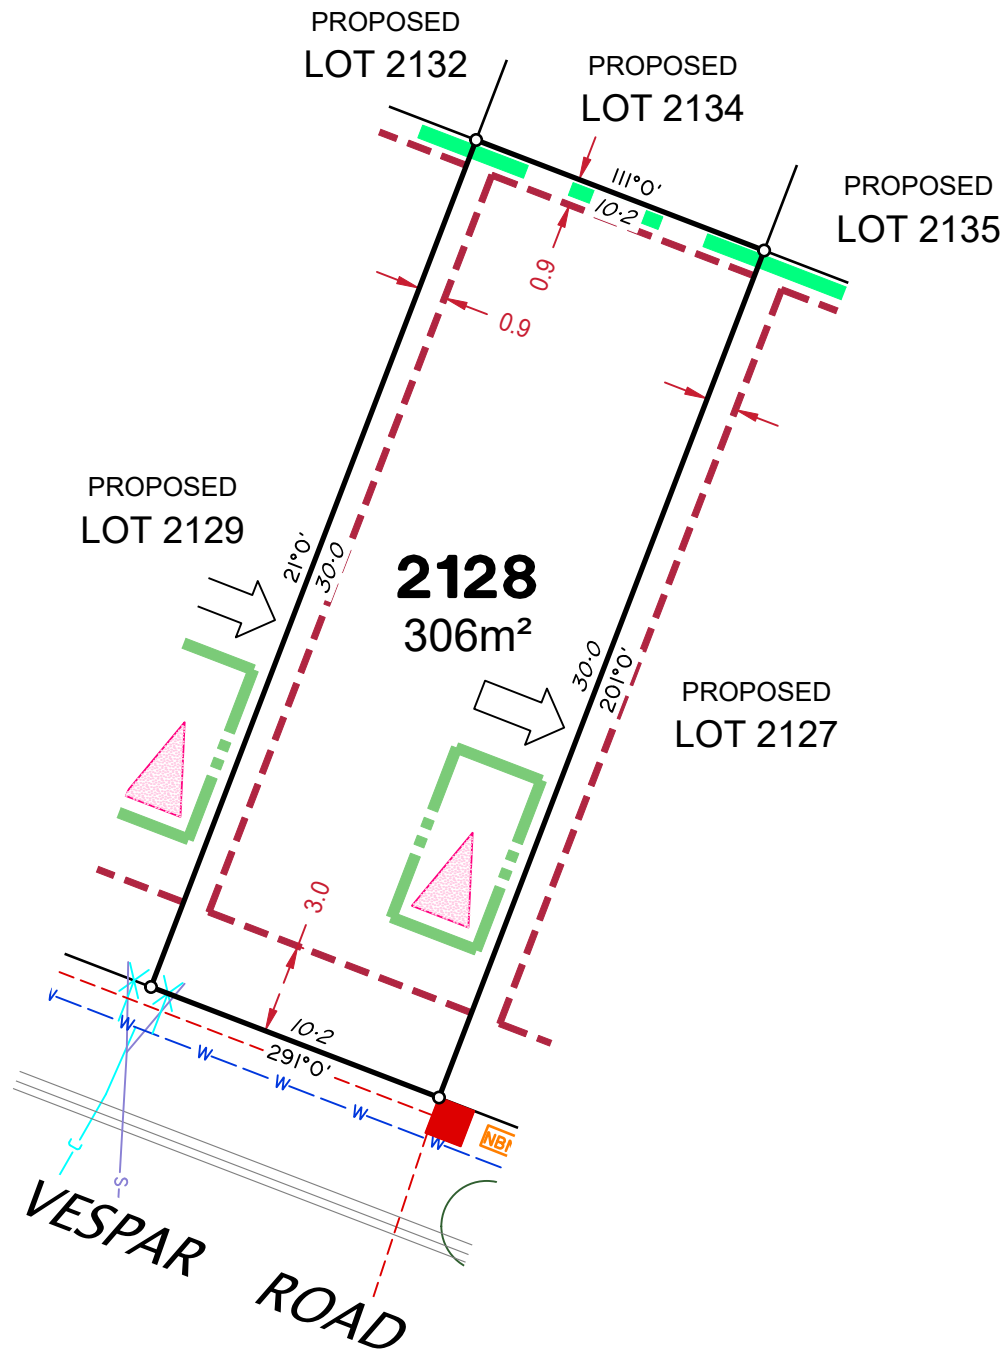 PROPOSED
LOT 2132
PROPOSED
LOT 2134
PROPOSED
LOT 2135
111°0'
10·2
0.9
0.9
PROPOSED
LOT 2129
21°0'
30·0
2128
306m²
30·0
201°0'
PROPOSED
LOT 2127
3.0
10·2
291°0'
W
W
W
W
W
W
NBN
C
S
VESPAR ROAD